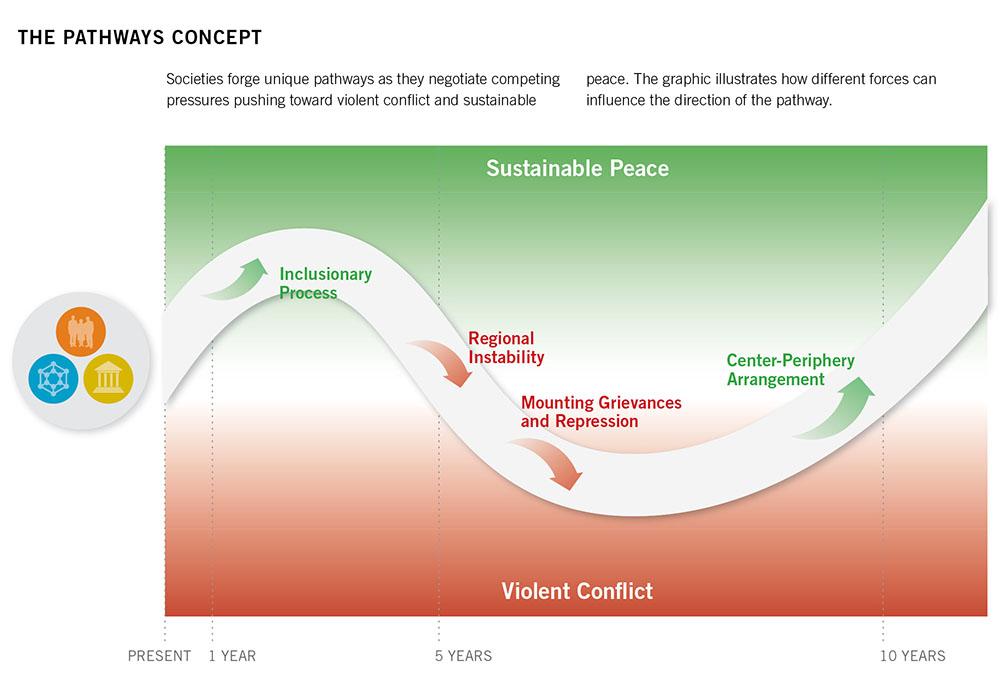 THE PATHWAYS CONCEPT
Societies forge unique pathways as they negotiate competing
pressures pushing toward violent conflict and sustainable
peace. The graphic illustrates how different forces can
influence the direction of the pathway.
Sustainable Peace
Inclusionary
Process
Regional
Instability
Mounting Grievances
and Repression
Center-Periphery
Arrangement
Violent Conflict
PRESENT
1 YEAR
5 YEARS
10 YEARS